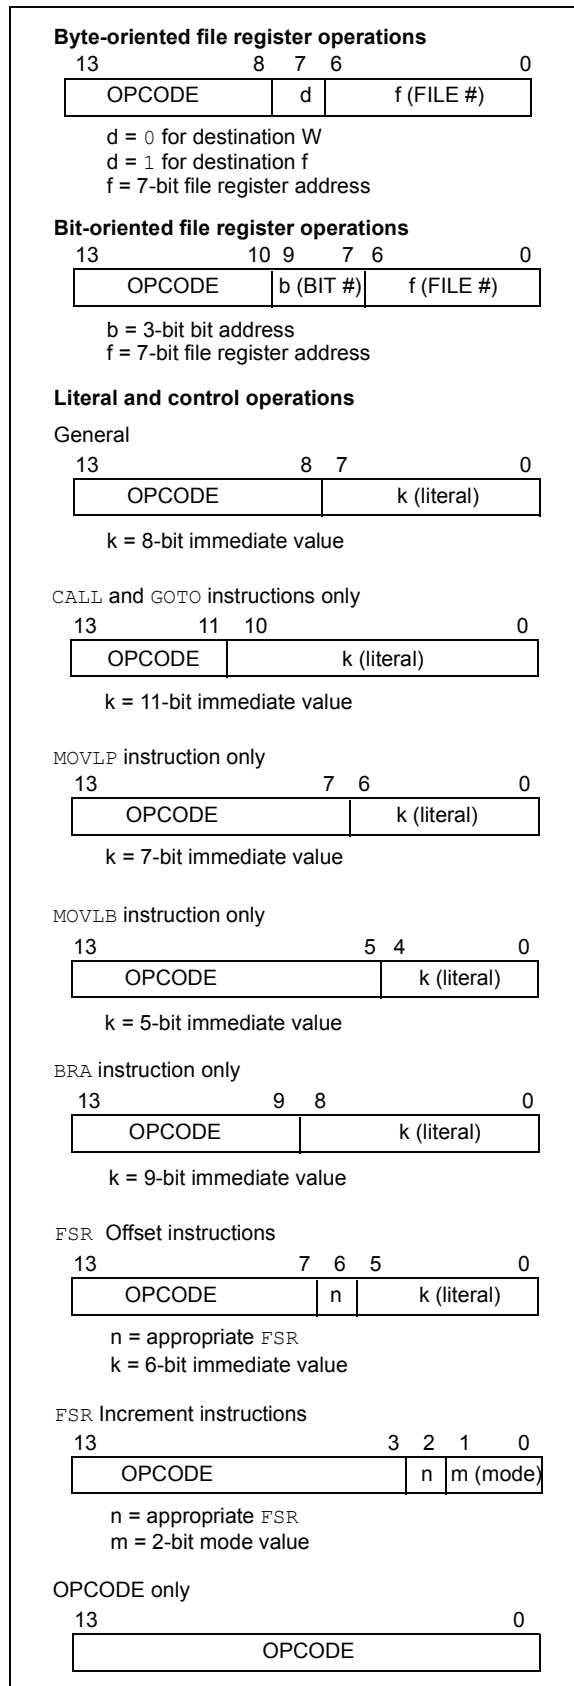 Byte-oriented file register operations
13 8 7 6 0
OPCODE d f (FILE #)
d = 0 for destination W
d = 1 for destination f
f = 7-bit file register address
Bit-oriented file register operations
13 10 9 7 6 0
OPCODE b (BIT #) f (FILE #)
b = 3-bit bit address
f = 7-bit file register address
Literal and control operations
General
13 8 7 0
OPCODE k (literal)
k = 8-bit immediate value
CALL and GOTO instructions only
13 11 10 0
OPCODE k (literal)
k = 11-bit immediate value
MOVLP instruction only
13 7 6 0
OPCODE k (literal)
k = 7-bit immediate value
MOVLB instruction only
13 5 4 0
OPCODE k (literal)
k = 5-bit immediate value
BRA instruction only
13 9 8 0
OPCODE k (literal)
k = 9-bit immediate value
FSR Offset instructions
13 7 6 5 0
OPCODE n k (literal)
n = appropriate FSR
k = 6-bit immediate value
FSR Increment instructions
13 3 2 1 0
OPCODE n m (mode)
n = appropriate FSR
m = 2-bit mode value
OPCODE only
13 0
OPCODE